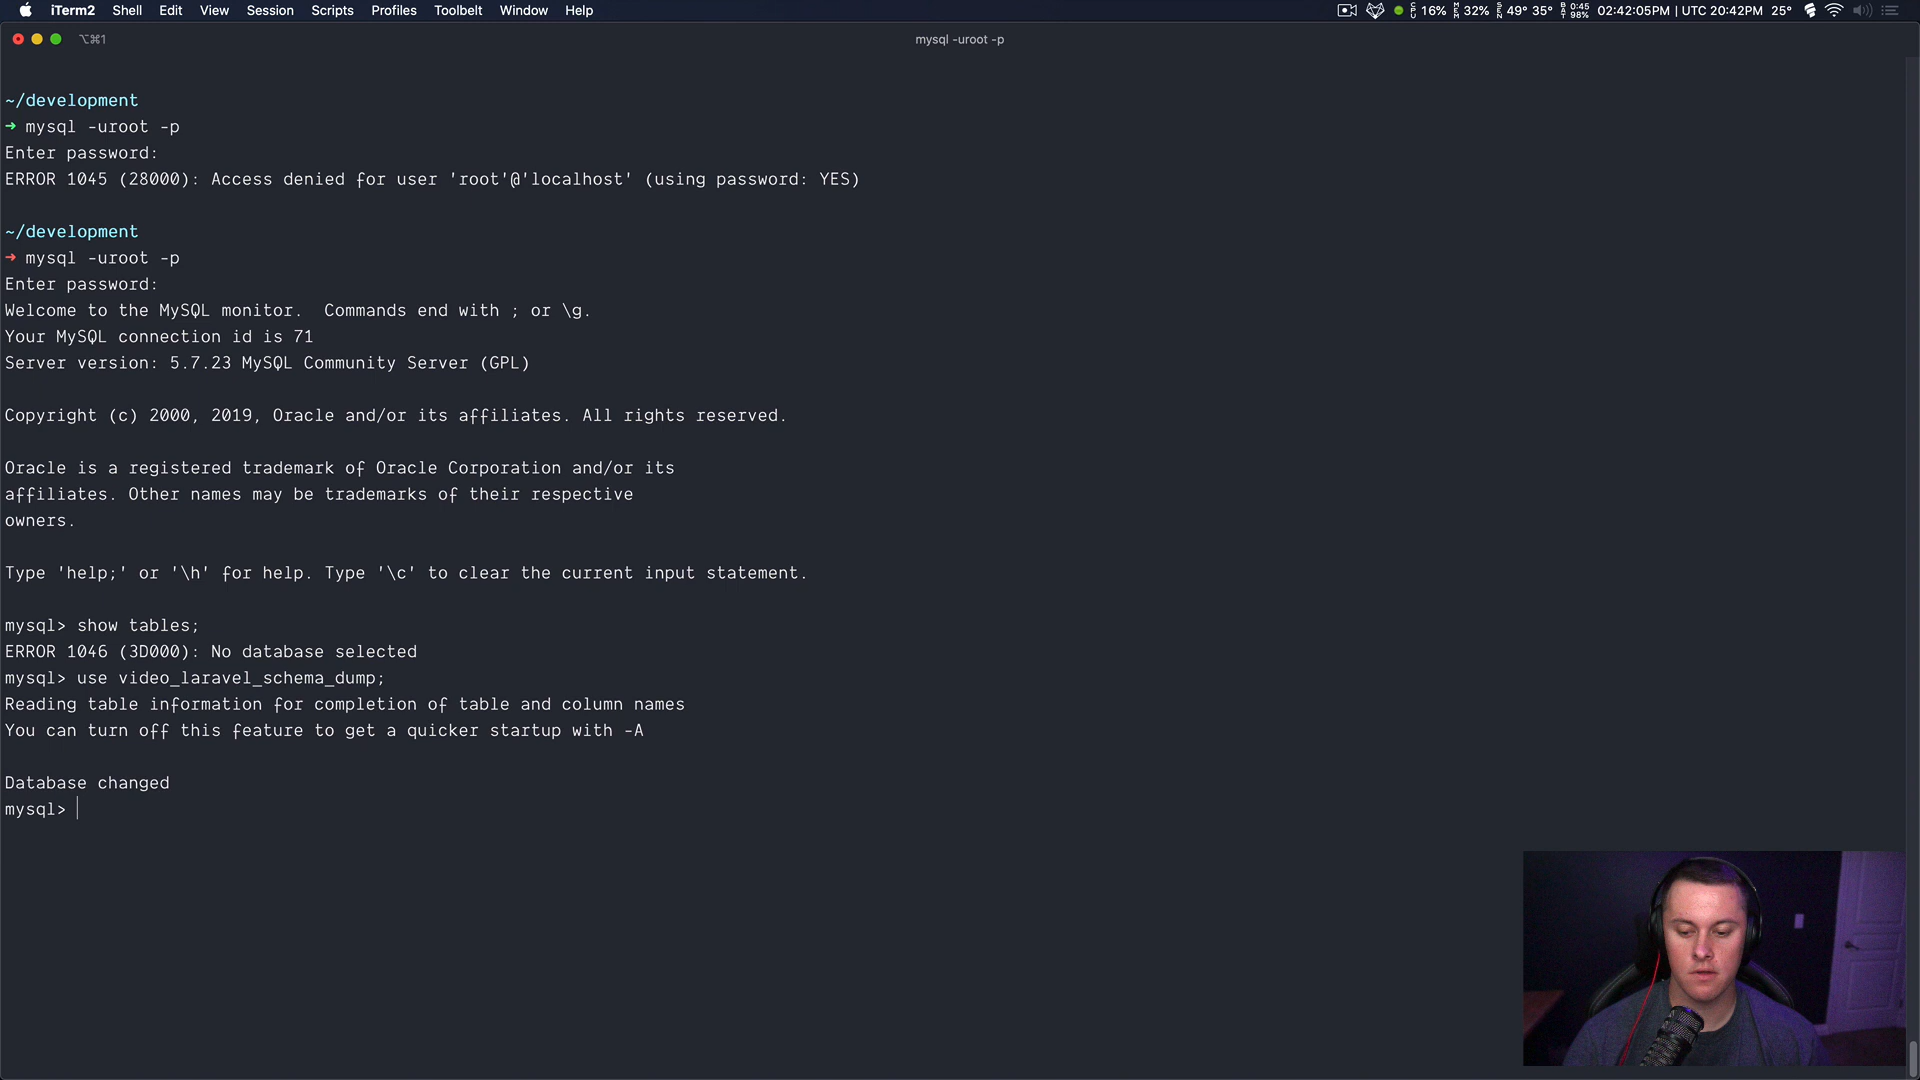 iTerm2 Shell Edit View Session Scripts Profiles Toolbelt Window Help CPU 16% MEM 32% SEN 49° 35° BAT 0:45 98% 02:42:05PM | UTC 20:42PM 25°
⌥⌘1 mysql -uroot -p
~/development
➜ mysql -uroot -p
Enter password:
ERROR 1045 (28000): Access denied for user 'root'@'localhost' (using password: YES)
~/development
➜ mysql -uroot -p
Enter password:
Welcome to the MySQL monitor.  Commands end with ; or \g.
Your MySQL connection id is 71
Server version: 5.7.23 MySQL Community Server (GPL)
Copyright (c) 2000, 2019, Oracle and/or its affiliates. All rights reserved.
Oracle is a registered trademark of Oracle Corporation and/or its
affiliates. Other names may be trademarks of their respective
owners.
Type 'help;' or '\h' for help. Type '\c' to clear the current input statement.
mysql> show tables;
ERROR 1046 (3D000): No database selected
mysql> use video_laravel_schema_dump;
Reading table information for completion of table and column names
You can turn off this feature to get a quicker startup with -A
Database changed
mysql>